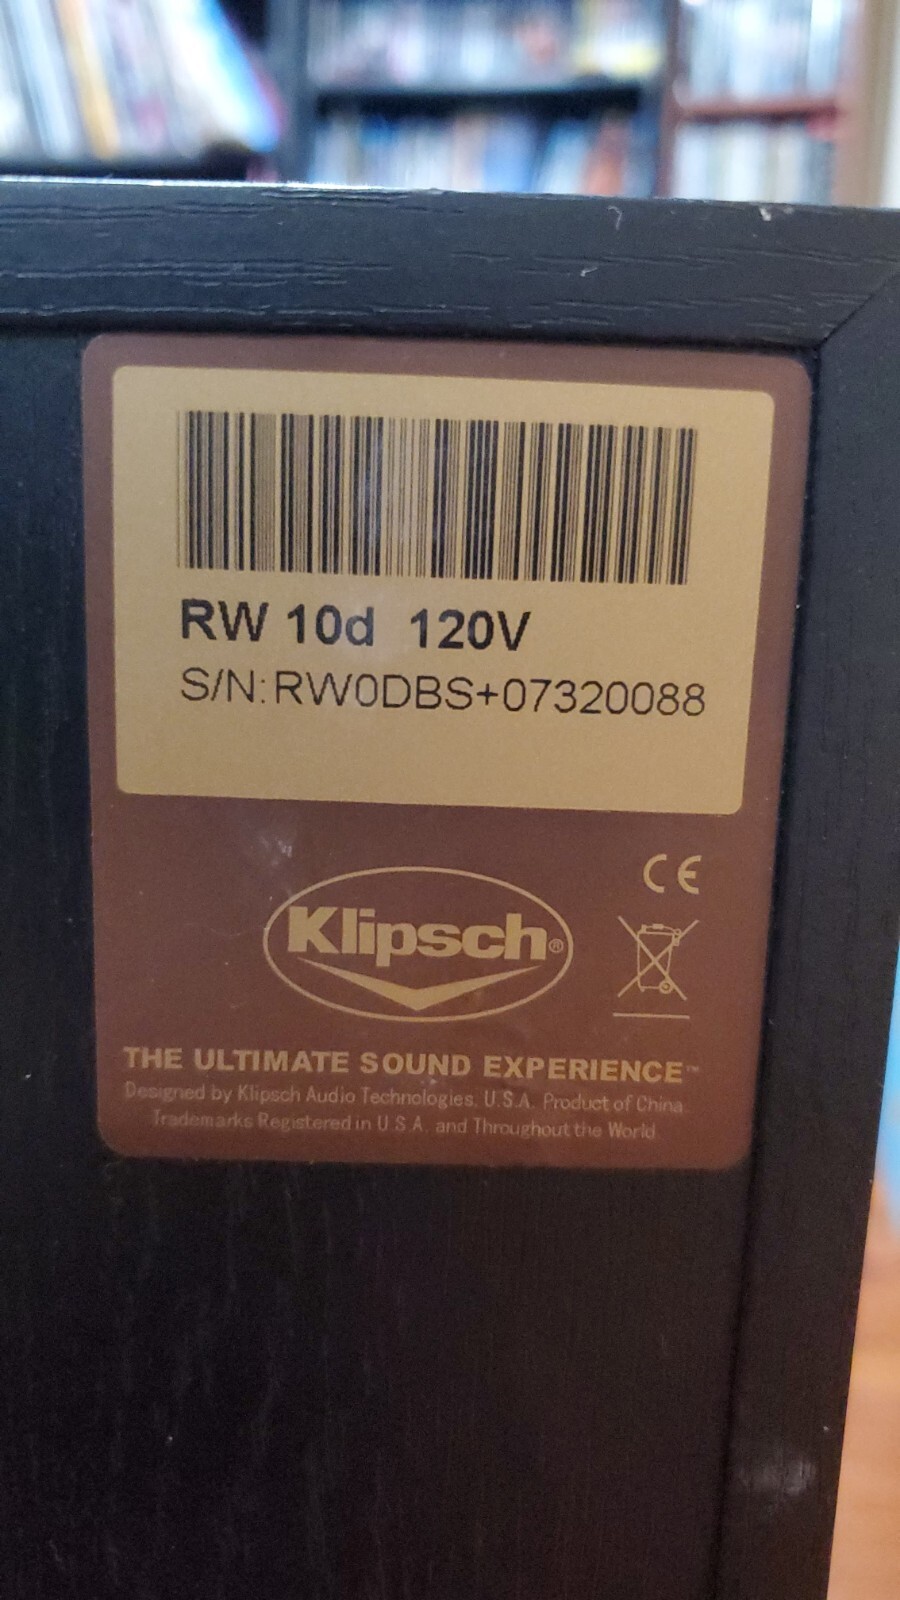 RW 10d 120V
S/N:RW0DBS+07320088
CE
Klipsch®
THE ULTIMATE SOUND EXPERIENCE™
Designed by Klipsch Audio Technologies. U.S.A. Product of China.
Trademarks Registered in U.S.A. and Throughout the World